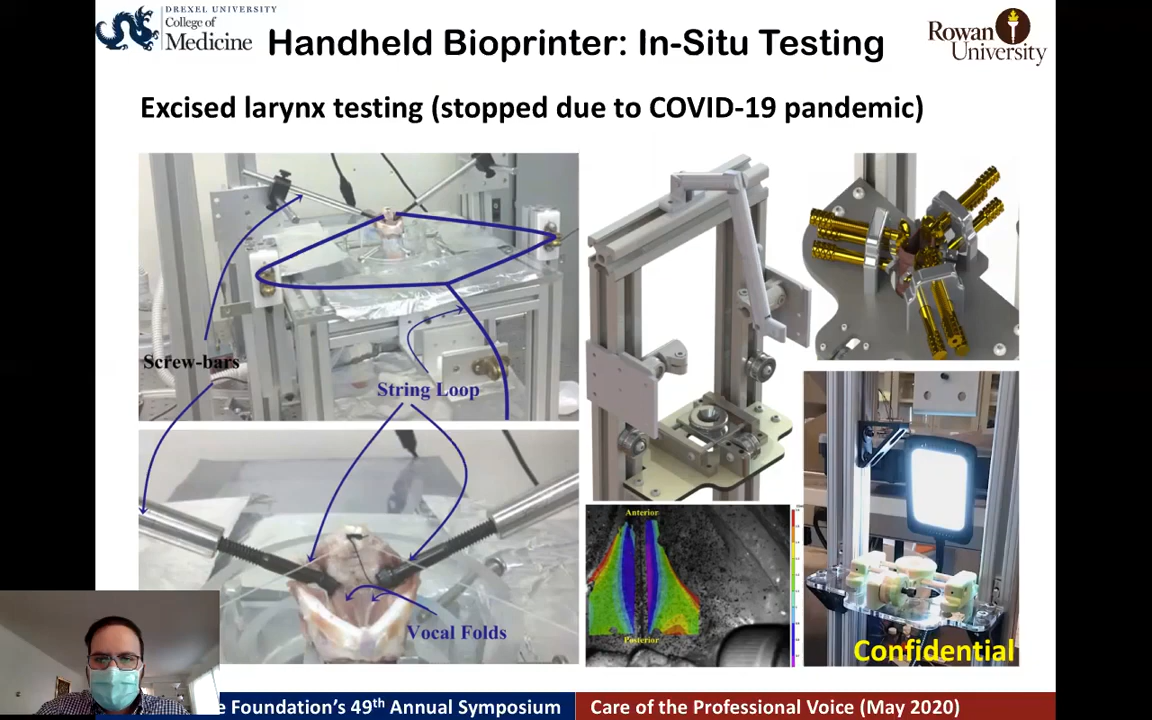 DREXEL UNIVERSITY
College of
Medicine
Handheld Bioprinter: In-Situ Testing
Rowan
University
Excised larynx testing (stopped due to COVID-19 pandemic)
Screw-bars
String Loop
Vocal Folds
Anterior
Posterior
Confidential
e Foundation's 49th Annual Symposium
Care of the Professional Voice (May 2020)